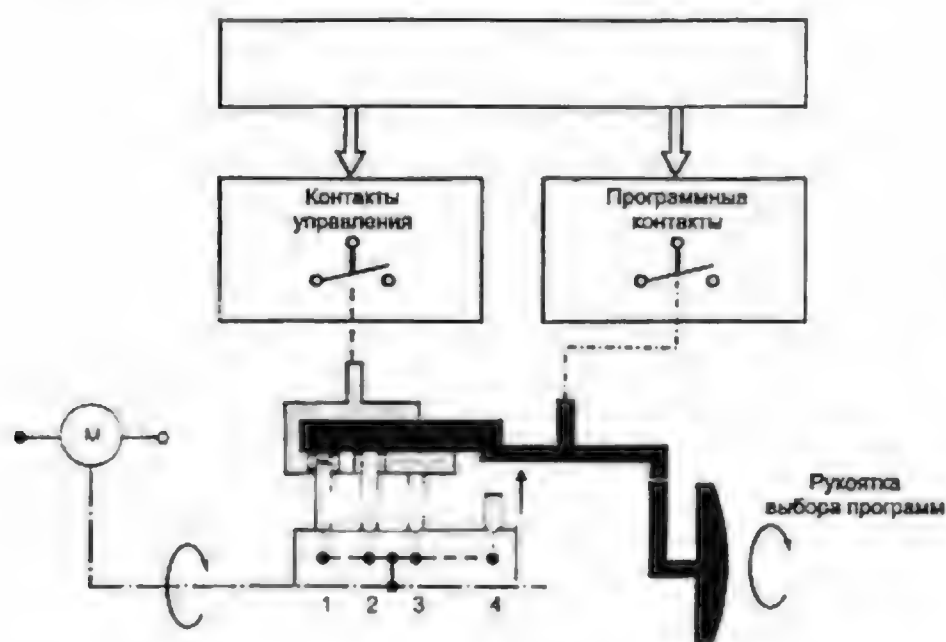 Контакты
управления
Программные
контакты
М
Рукоятка
выбора программ
1 2 3 4